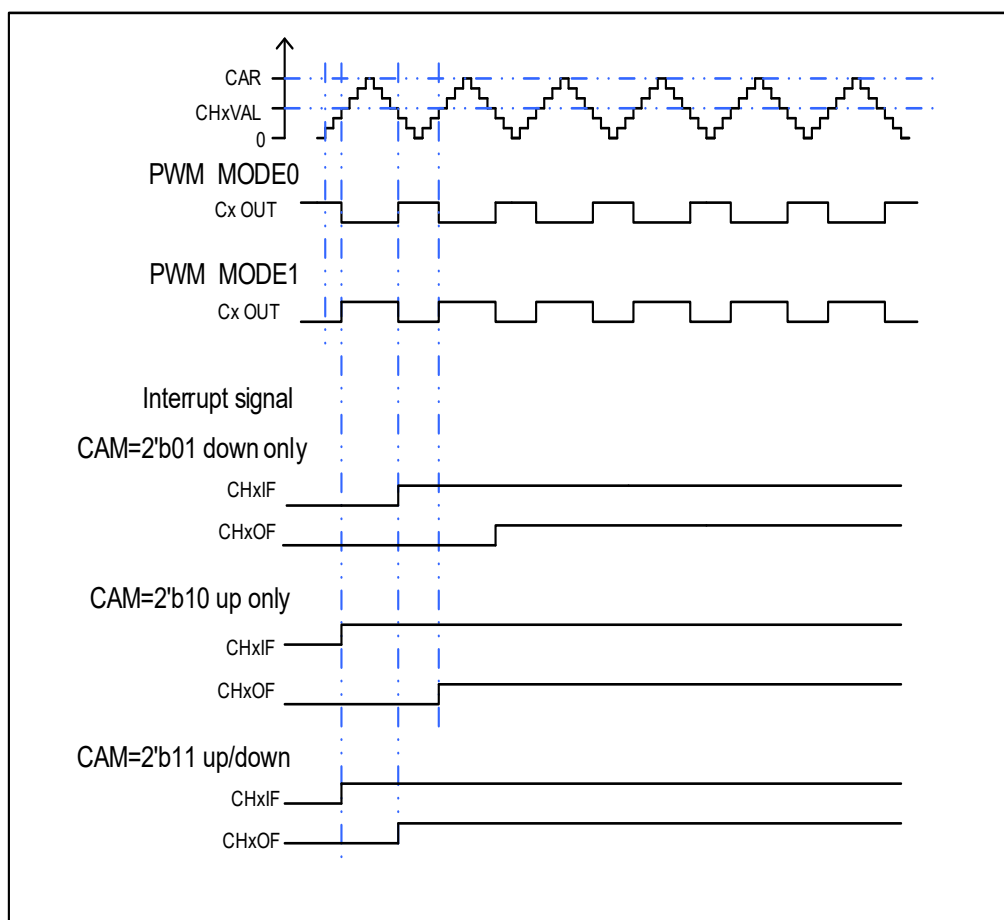 CAR
CHxVAL
0
PWM MODE0
Cx OUT
PWM MODE1
Cx OUT
Interrupt signal
CAM=2'b01 down only
CHxIF
CHxOF
CAM=2'b10 up only
CHxIF
CHxOF
CAM=2'b11 up/down
CHxIF
CHxOF